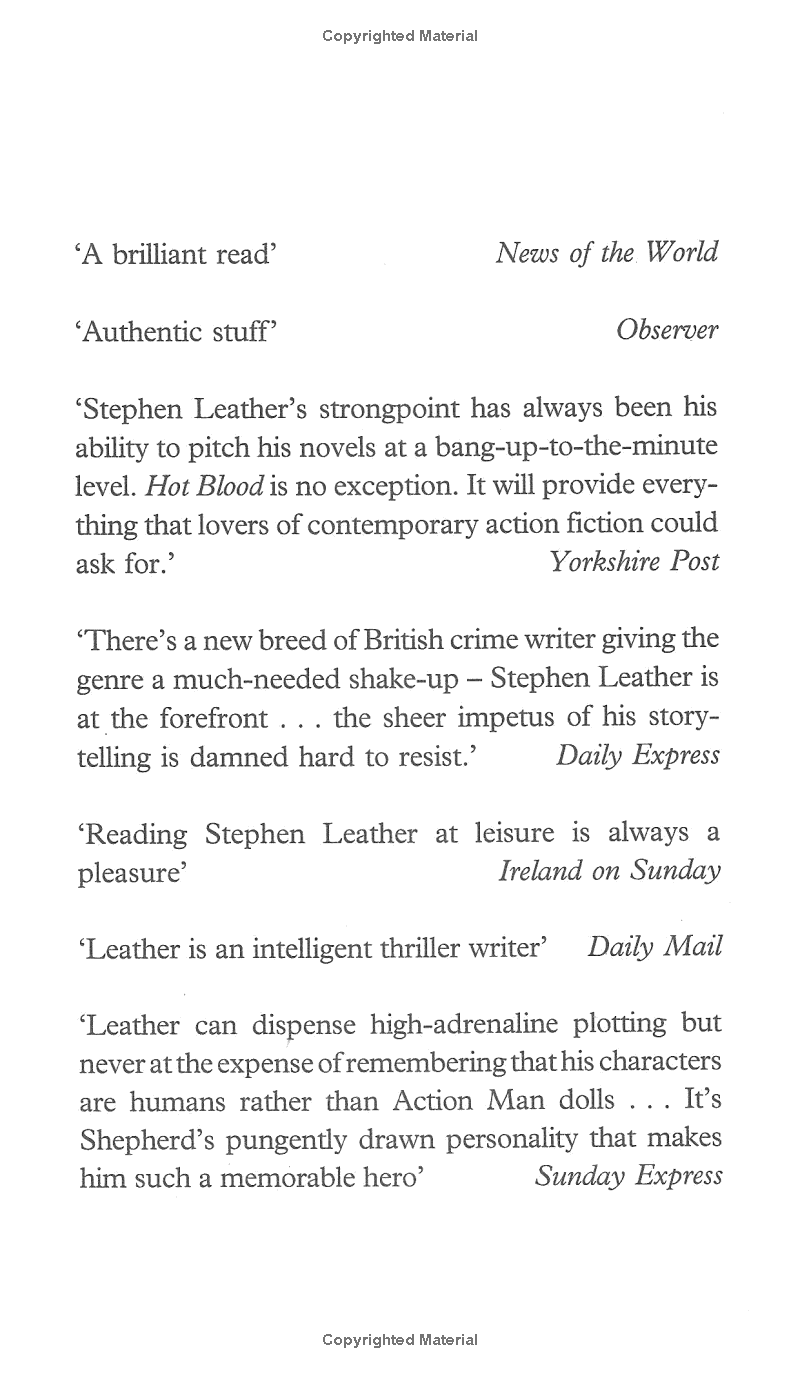 Copyrighted Material
‘A brilliant read’ News of the World
‘Authentic stuff’ Observer
‘Stephen Leather’s strongpoint has always been his
ability to pitch his novels at a bang-up-to-the-minute
level. Hot Blood is no exception. It will provide every-
thing that lovers of contemporary action fiction could
ask for.’ Yorkshire Post
‘There’s a new breed of British crime writer giving the
genre a much-needed shake-up – Stephen Leather is
at the forefront . . . the sheer impetus of his story-
telling is damned hard to resist.’ Daily Express
‘Reading Stephen Leather at leisure is always a
pleasure’ Ireland on Sunday
‘Leather is an intelligent thriller writer’ Daily Mail
‘Leather can dispense high-adrenaline plotting but
never at the expense of remembering that his characters
are humans rather than Action Man dolls . . . It’s
Shepherd’s pungently drawn personality that makes
him such a memorable hero’ Sunday Express
Copyrighted Material